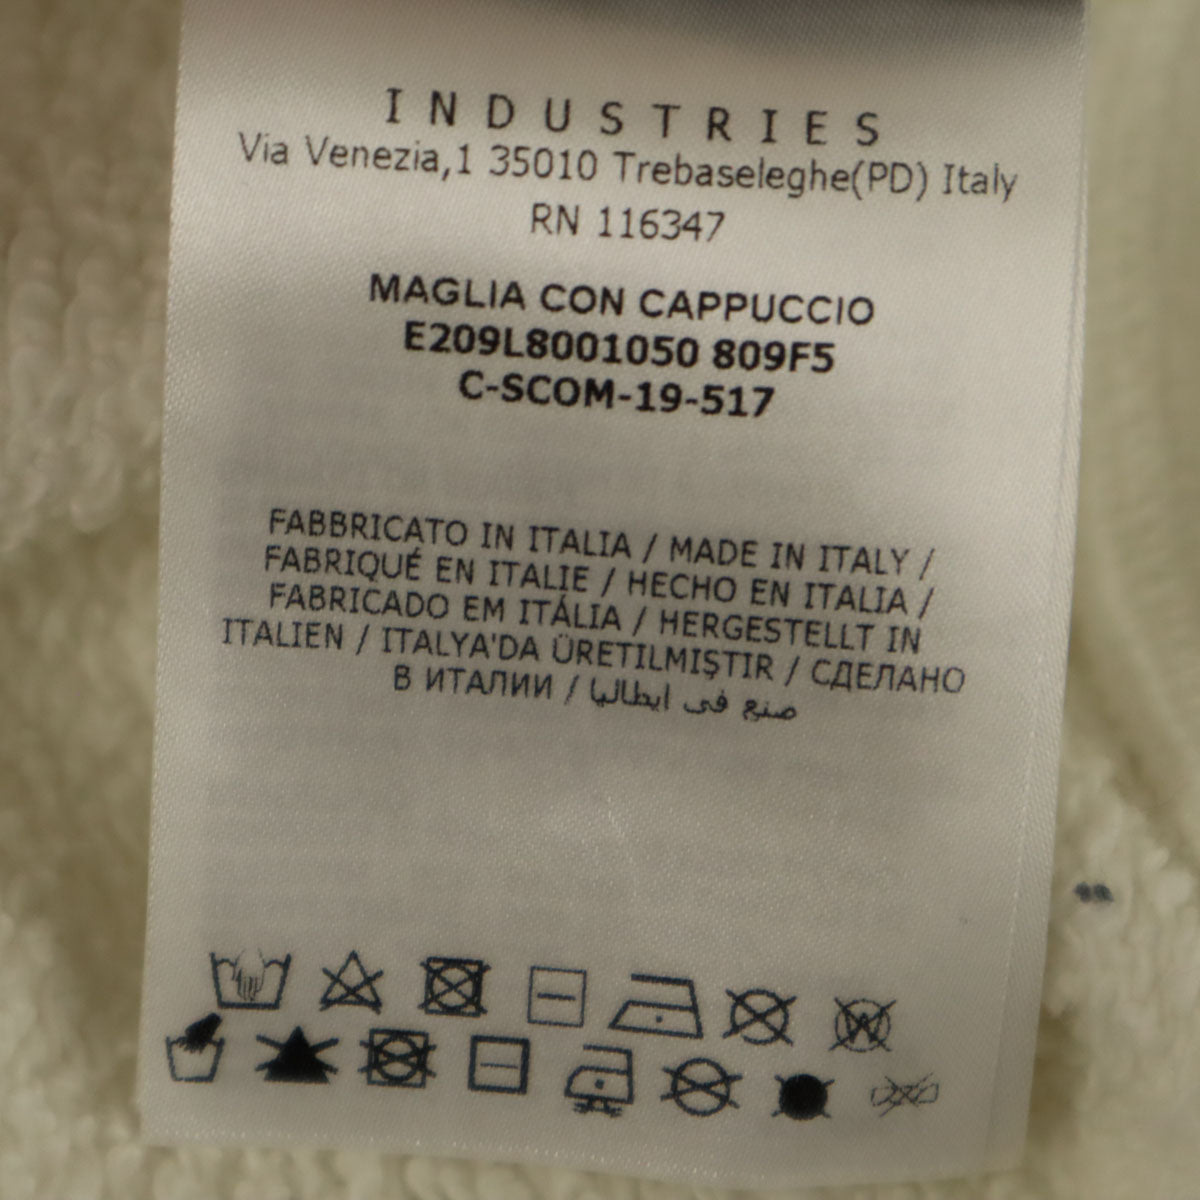 INDUSTRIES
Via Venezia,1 35010 Trebaseleghe(PD) Italy
RN 116347
MAGLIA CON CAPPUCCIO
E209L8001050 809F5
C-SCOM-19-517
FABBRICATO IN ITALIA / MADE IN ITALY /
FABRIQUÉ EN ITALIE / HECHO EN ITALIA /
FABRICADO EM ITÁLIA / HERGESTELLT IN
ITALIEN / ITALYA'DA ÜRETILMIŞTIR / СДЕЛАНО
В ИТАЛИИ / صنع في ايطاليا
W